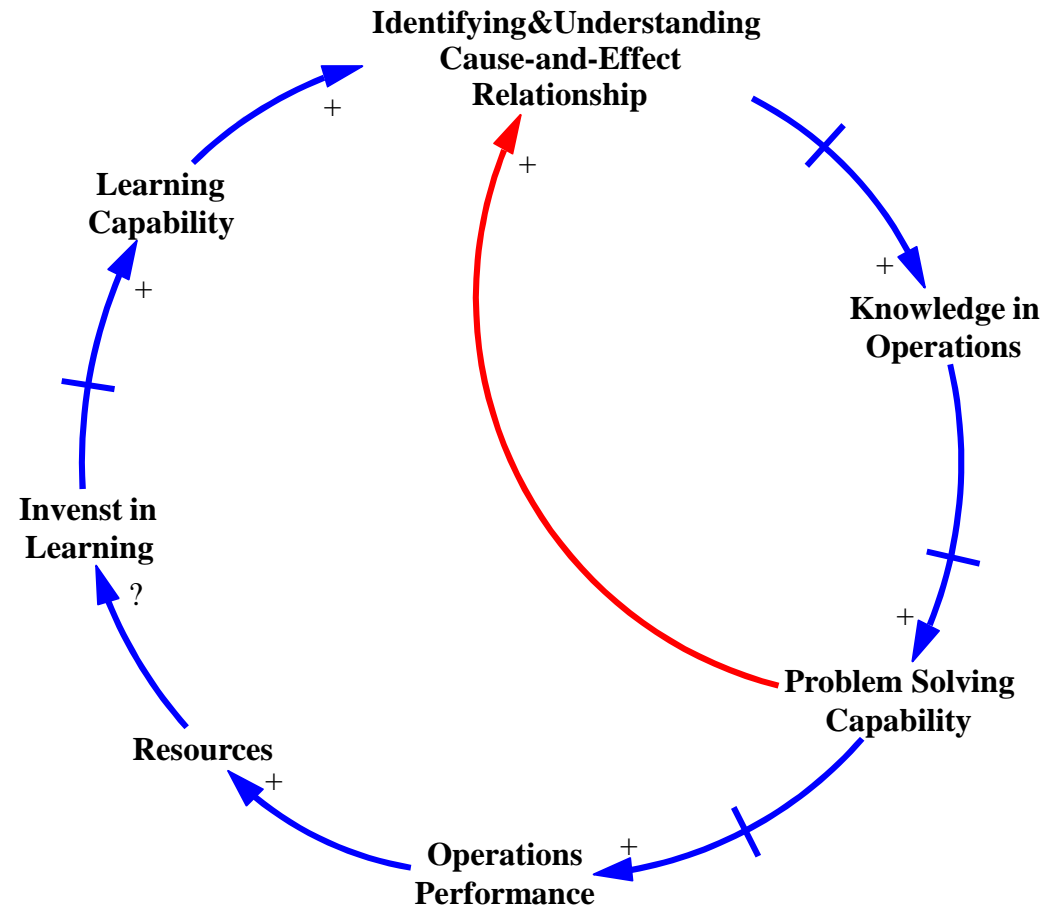 Identifying&Understanding
Cause-and-Effect
Relationship
+
+
Learning
Capability
+
+
Knowledge in
Operations
Invenst in
Learning
?
+
Problem Solving
Capability
Resources
+
+
Operations
Performance